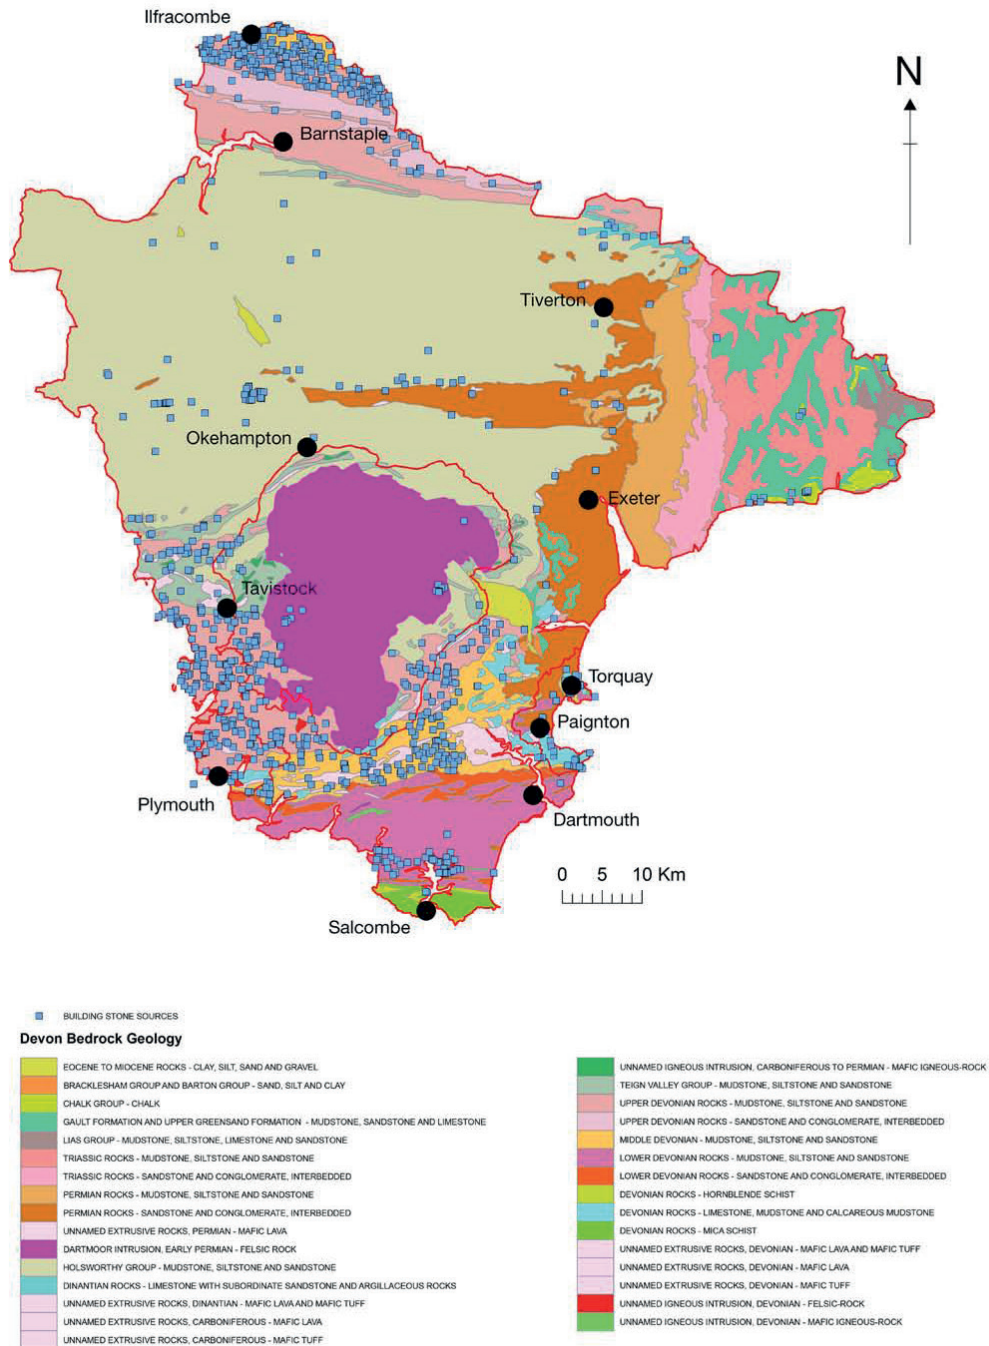 Ilfracombe
N
Barnstaple
Tiverton
Okehampton
Exeter
Tavistock
Torquay
Paignton
Plymouth
Dartmouth
0 5 10 Km
Salcombe
BUILDING STONE SOURCES
Devon Bedrock Geology
EOCENE TO MIOCENE ROCKS - CLAY, SILT, SAND AND GRAVEL
BRACKLESHAM GROUP AND BARTON GROUP - SAND, SILT AND CLAY
CHALK GROUP - CHALK
GAULT FORMATION AND UPPER GREENSAND FORMATION - MUDSTONE, SANDSTONE AND LIMESTONE
LIAS GROUP - MUDSTONE, SILTSTONE, LIMESTONE AND SANDSTONE
TRIASSIC ROCKS - MUDSTONE, SILTSTONE AND SANDSTONE
TRIASSIC ROCKS - SANDSTONE AND CONGLOMERATE, INTERBEDDED
PERMIAN ROCKS - MUDSTONE, SILTSTONE AND SANDSTONE
PERMIAN ROCKS - SANDSTONE AND CONGLOMERATE, INTERBEDDED
UNNAMED EXTRUSIVE ROCKS, PERMIAN - MAFIC LAVA
DARTMOOR INTRUSION, EARLY PERMIAN - FELSIC ROCK
HOLSWORTHY GROUP - MUDSTONE, SILTSTONE AND SANDSTONE
DINANTIAN ROCKS - LIMESTONE WITH SUBORDINATE SANDSTONE AND ARGILLACEOUS ROCKS
UNNAMED EXTRUSIVE ROCKS, DINANTIAN - MAFIC LAVA AND MAFIC TUFF
UNNAMED EXTRUSIVE ROCKS, CARBONIFEROUS - MAFIC LAVA
UNNAMED EXTRUSIVE ROCKS, CARBONIFEROUS - MAFIC TUFF
UNNAMED IGNEOUS INTRUSION, CARBONIFEROUS TO PERMIAN - MAFIC IGNEOUS-ROCK
TEIGN VALLEY GROUP - MUDSTONE, SILTSTONE AND SANDSTONE
UPPER DEVONIAN ROCKS - MUDSTONE, SILTSTONE AND SANDSTONE
UPPER DEVONIAN ROCKS - SANDSTONE AND CONGLOMERATE, INTERBEDDED
MIDDLE DEVONIAN - MUDSTONE, SILTSTONE AND SANDSTONE
LOWER DEVONIAN ROCKS - MUDSTONE, SILTSTONE AND SANDSTONE
LOWER DEVONIAN ROCKS - SANDSTONE AND CONGLOMERATE, INTERBEDDED
DEVONIAN ROCKS - HORNBLENDE SCHIST
DEVONIAN ROCKS - LIMESTONE, MUDSTONE AND CALCAREOUS MUDSTONE
DEVONIAN ROCKS - MICA SCHIST
UNNAMED EXTRUSIVE ROCKS, DEVONIAN - MAFIC LAVA AND MAFIC TUFF
UNNAMED EXTRUSIVE ROCKS, DEVONIAN - MAFIC LAVA
UNNAMED EXTRUSIVE ROCKS, DEVONIAN - MAFIC TUFF
UNNAMED IGNEOUS INTRUSION, DEVONIAN - FELSIC-ROCK
UNNAMED IGNEOUS INTRUSION, DEVONIAN - MAFIC IGNEOUS-ROCK